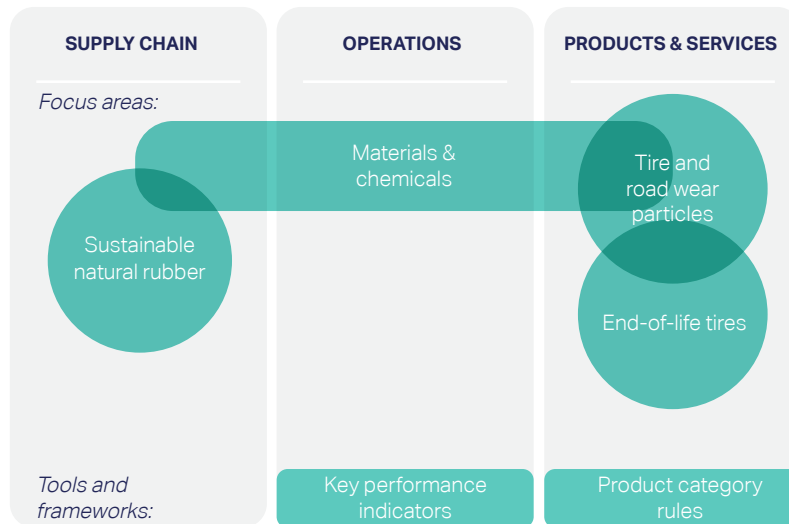 SUPPLY CHAIN
OPERATIONS
PRODUCTS & SERVICES
Focus areas:
Materials &
chemicals
Tire and
road wear
particles
Sustainable
natural rubber
End-of-life tires
Tools and
frameworks:
Key performance
indicators
Product category
rules